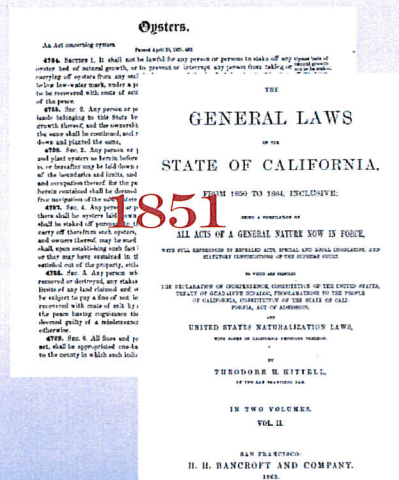 Oysters.
An Act concerning oysters
Passed April
4784. SECTION 1. It shall not be lawful for any person or persons to stake off any
oyster bed of natural growth, or to prevent or interrupt any person from taking or
carrying off oysters from any such
below low-water mark, under a
to be recovered with costs of suit
of the peace.
SEC. 2. Any person or
lands belonging to this State
growth thereof, and the ownership
the same shall be continued, and
down and planted the same.
SEC. 3. Any person or
and plant oysters as herein before
or hereafter may be laid down
of the boundaries and limits, and
and occupation thereof for the
herein contained shall be deemed
free navigation of the
SEC. 4. Any person or
there shall be oysters laid down
shall be staked off pursuant to
carry off therefrom such oysters,
and owners thereof, may be sued
shall, upon establishing such fact
or they may have sustained in
satisfied out of the property, either
SEC. 5. Any person who
removed or destroyed, any stakes
limits of any land claimed and
be subject to pay a fine of not
recovered with costs of suit by
the peace having cognizance
deemed guilty of a misdemeanor
otherwise.
SEC. 6. All fines and
act, shall be appropriated one-half
to the county in which such
1851
THE
GENERAL LAWS
OF THE
STATE OF CALIFORNIA,
FROM 1850 TO 1864, INCLUSIVE:
BEING A COMPILATION OF
ALL ACTS OF A GENERAL NATURE NOW IN FORCE,
WITH FULL REFERENCES TO REPEALED ACTS, SPECIAL AND LOCAL LEGISLATION, AND
STATUTORY CONSTRUCTIONS OF THE SUPREME COURT.
TO WHICH ARE PREFIXED
THE DECLARATION OF INDEPENDENCE, CONSTITUTION OF THE UNITED STATES,
TREATY OF GUADALUPE HIDALGO, PROCLAMATIONS TO THE PEOPLE
OF CALIFORNIA, CONSTITUTION OF THE STATE OF CALI-
FORNIA, ACT OF ADMISSION,
AND
UNITED STATES NATURALIZATION LAWS,
WITH NOTES OF CALIFORNIA DECISIONS THEREON.
BY
THEODORE H. HITTELL,
OF THE SAN FRANCISCO BAR.
IN TWO VOLUMES.
VOL. II.
SAN FRANCISCO:
H. H. BANCROFT AND COMPANY.
1865.